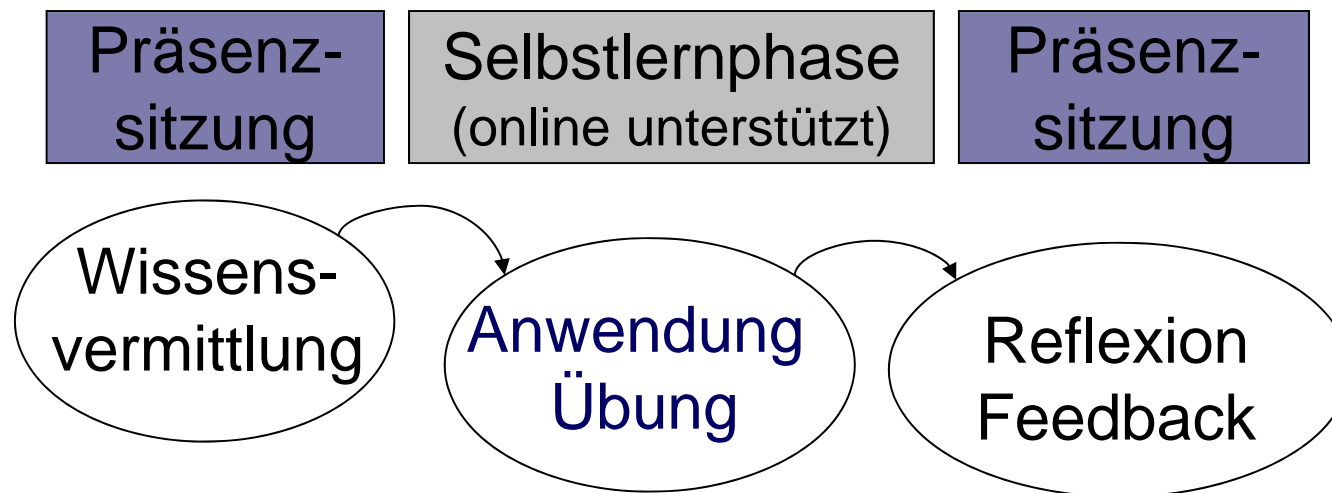 Präsenz-
sitzung
Selbstlernphase
(online unterstützt)
Präsenz-
sitzung
Wissens-
vermittlung
Anwendung
Übung
Reflexion
Feedback